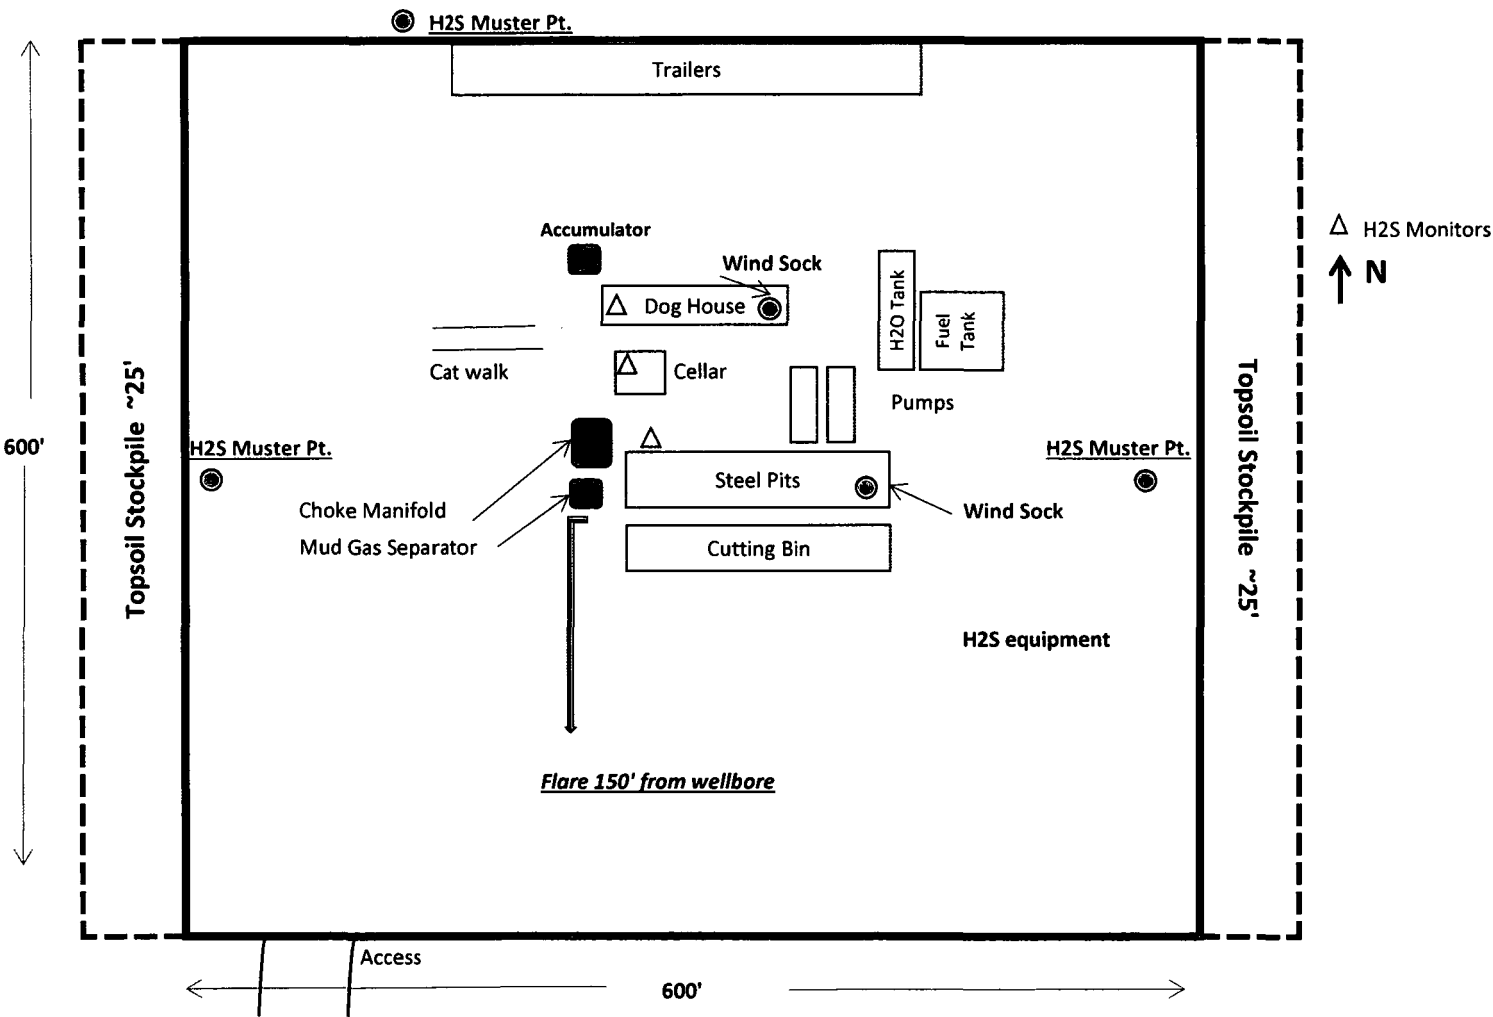 H2S Muster Pt.
Trailers
Accumulator
Wind Sock
△ H2S Monitors
N
Dog House
H2O Tank
Fuel
Tank
Cat walk
Cellar
Pumps
Topsoil Stockpile ~25'
Topsoil Stockpile ~25'
600'
H2S Muster Pt.
H2S Muster Pt.
Steel Pits
Choke Manifold
Wind Sock
Mud Gas Separator
Cutting Bin
H2S equipment
Flare 150' from wellbore
Access
600'